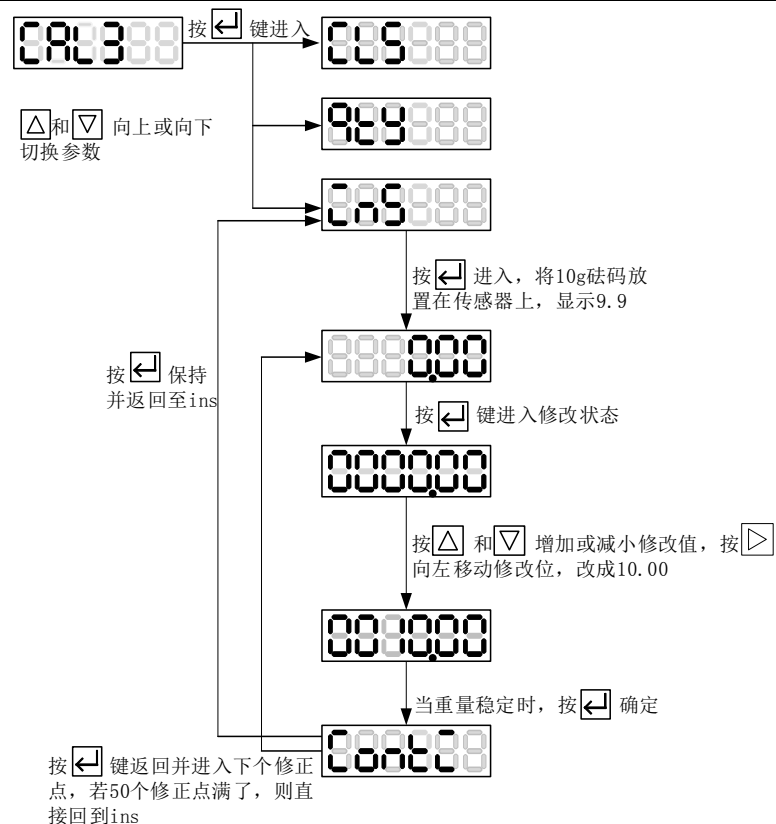 CAL3
按 键进入
CLS
和 向上或向下
切换参数
qty
inS
按 进入，将10g砝码放
置在传感器上，显示9.9
0.00
按 保持
并返回至ins
按 键进入修改状态
0000.00
按 和 增加或减小修改值，按
向左移动修改位，改成10.00
0010.00
当重量稳定时，按 确定
ContC
按 键返回并进入下个修正
点，若50个修正点满了，则直
接回到ins